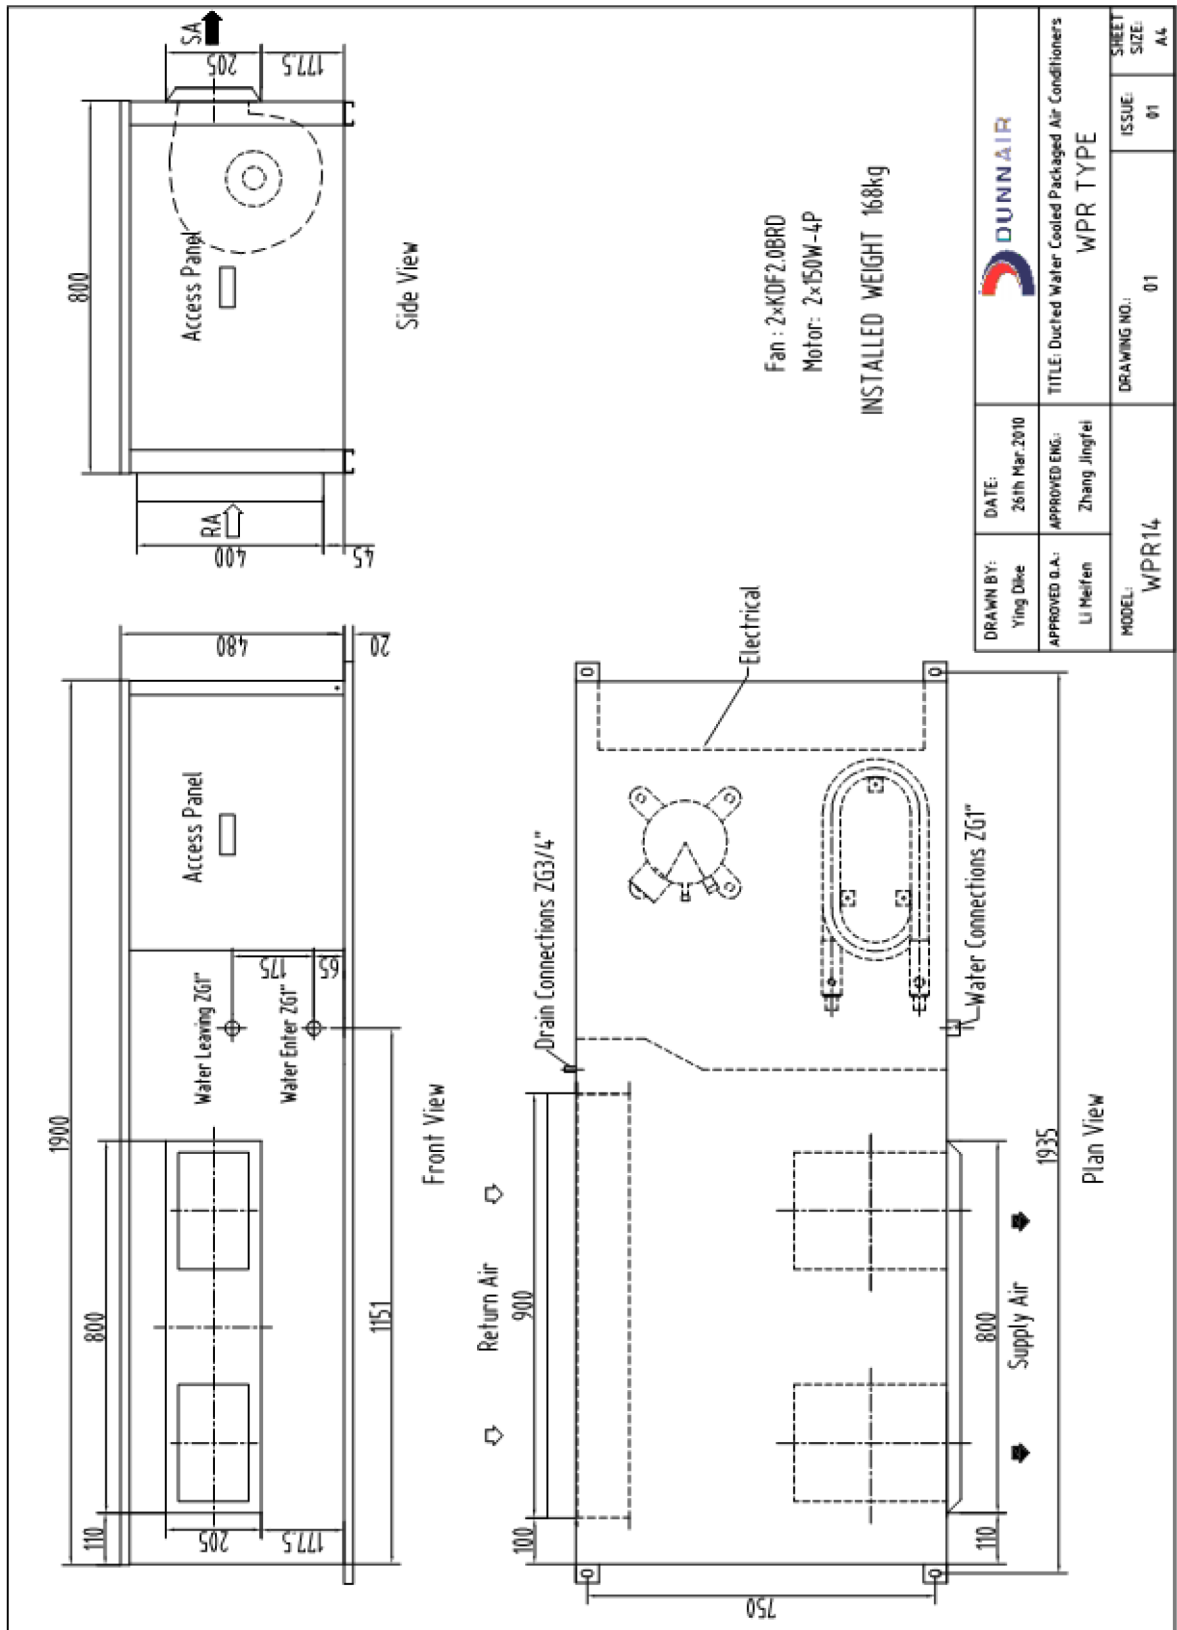 1900
800
110
205
177.5
480
20
Access Panel
Water Leaving ZG1"
Water Enter ZG1"
175
65
1151
Front View
800
SA
205
177.5
Access Panel
RA
400
45
Side View
Return Air
900
100
Drain Connections ZG3/4"
Electrical
Water Connections ZG1"
750
800
110
Supply Air
1935
Plan View
Fan : 2×KDF2.0BRD
Motor: 2×150W-4P
INSTALLED WEIGHT 168kg
DRAWN BY:
Ying Dike
DATE:
26th Mar.2010
DUNNAIR
APPROVED Q.A.:
Li Meifen
APPROVED ENG.:
Zhang Jingfei
TITLE: Ducted Water Cooled Packaged Air Conditioners
WPR TYPE
MODEL:
WPR14
DRAWING NO.:
01
ISSUE:
01
SHEET
SIZE:
A4